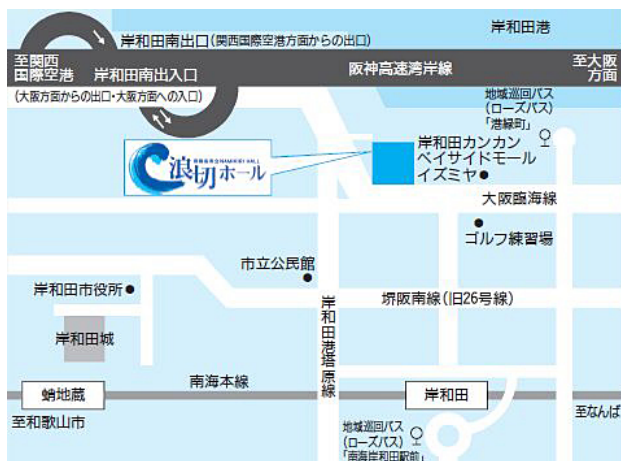 岸和田港
岸和田南出口(関西国際空港方面からの出口)
至関西
国際空港
岸和田南出入口
阪神高速湾岸線
至大阪
方面
(大阪方面からの出口・大阪方面への入口)
地域巡回バス
(ローズバス)
「港緑町」
岸和田カンカン
ベイサイドモール
イズミヤ
浪切ホール
大阪臨海線
ゴルフ練習場
市立公民館
岸和田市役所
堺阪南線(旧26号線)
岸和田港塔原線
岸和田城
南海本線
蛸地蔵
岸和田
至和歌山市
至なんば
地域巡回バス
(ローズバス)
「南海岸和田駅前」